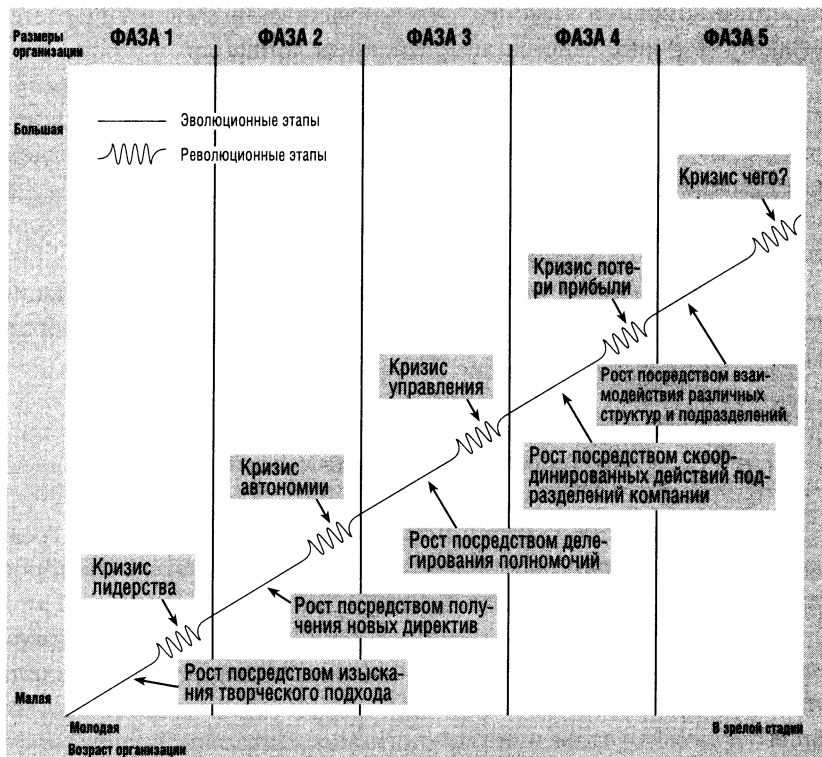 Размеры
организации
ФАЗА 1
ФАЗА 2
ФАЗА 3
ФАЗА 4
ФАЗА 5
Большая
Эволюционные этапы
Революционные этапы
Кризис чего?
Кризис поте-
ри прибыли
Кризис
управления
Рост посредством взаи-
модействия различных
структур и подразделений
Кризис
автономии
Рост посредством скоор-
динированных действий под-
разделений компании
Рост посредством деле-
гирования полномочий
Кризис
лидерства
Рост посредством полу-
чения новых директив
Рост посредством изыска-
ния творческого подхода
Малая
Молодая
В зрелой стадии
Возраст организации